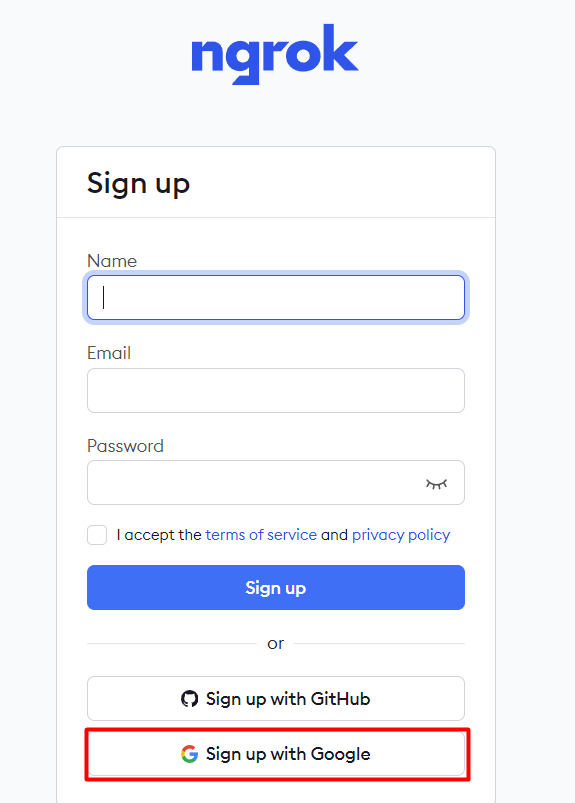 ngrok
Sign up
Name
Email
Password
I accept the terms of service and privacy policy
Sign up
or
Sign up with GitHub
Sign up with Google